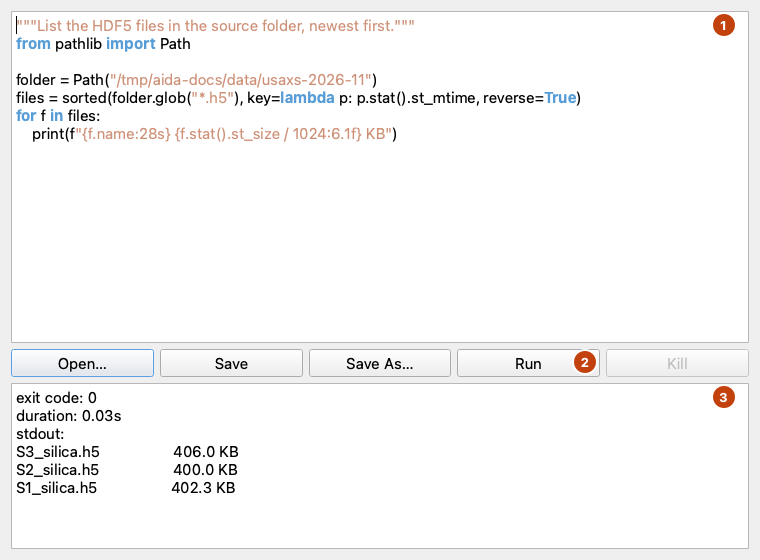 """List the HDF5 files in the source folder, newest first."""
1
from pathlib import Path
folder = Path("/tmp/aida-docs/data/usaxs-2026-11")
files = sorted(folder.glob("*.h5"), key=lambda p: p.stat().st_mtime, reverse=True)
for f in files:
    print(f"{f.name:28s} {f.stat().st_size / 1024:6.1f} KB")
Open... Save Save As... Run 2 Kill
exit code: 0
3
duration: 0.03s
stdout:
S3_silica.h5 406.0 KB
S2_silica.h5 400.0 KB
S1_silica.h5 402.3 KB